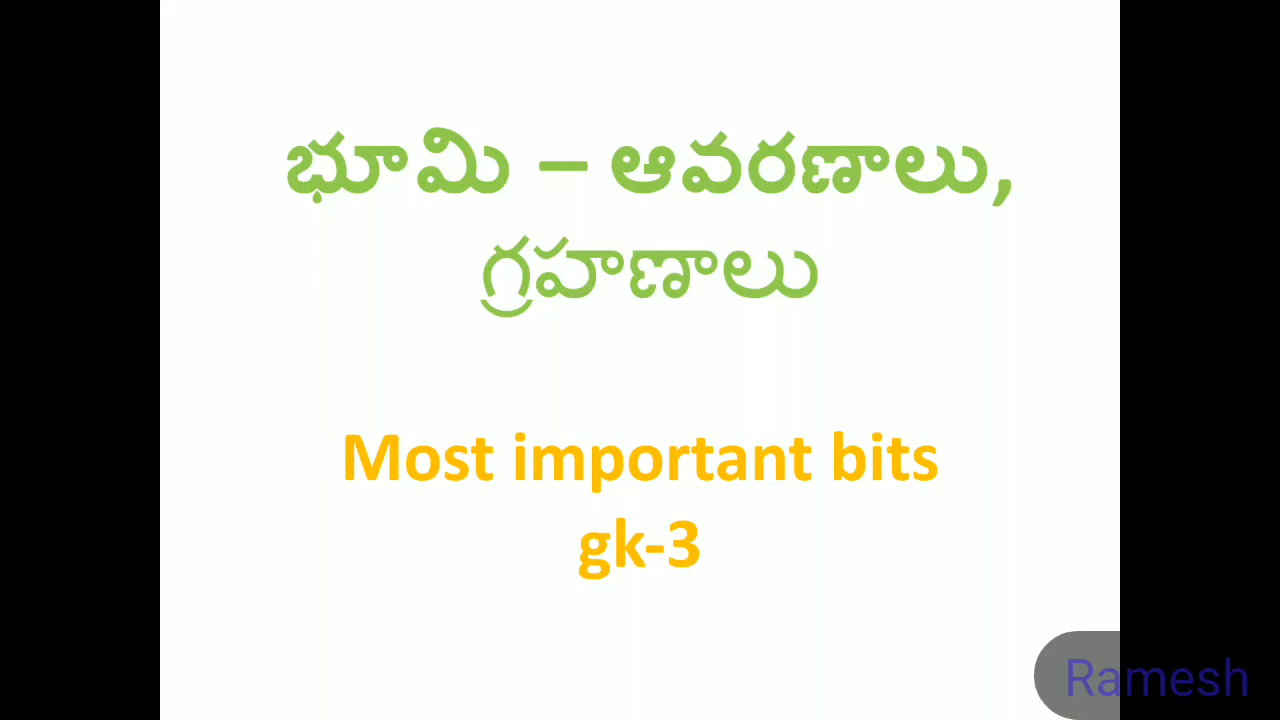 భూమి – ఆవరణాలు,
గ్రహణాలు
Most important bits
gk-3
Ramesh